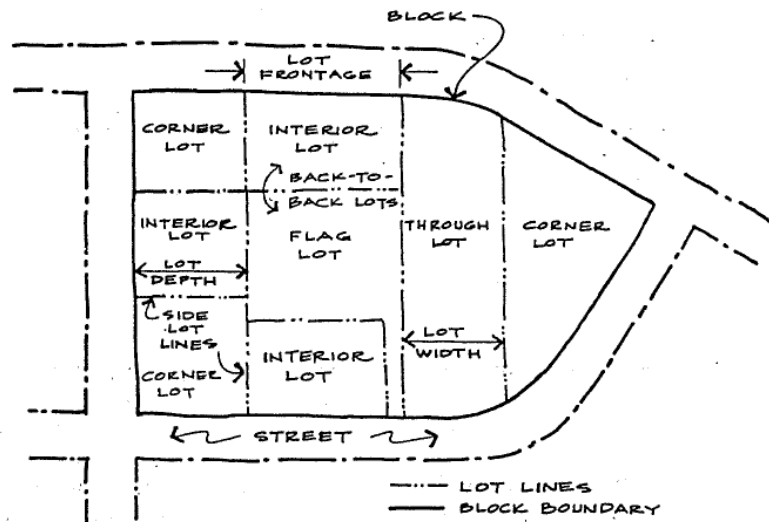 BLOCK
LOT
FRONTAGE
CORNER
LOT
INTERIOR
LOT
BACK-TO-
BACK LOTS
INTERIOR
LOT
FLAG
LOT
THROUGH
LOT
CORNER
LOT
LOT
DEPTH
SIDE
LOT
LINES
LOT
WIDTH
INTERIOR
LOT
CORNER
LOT
STREET
LOT LINES
BLOCK BOUNDARY